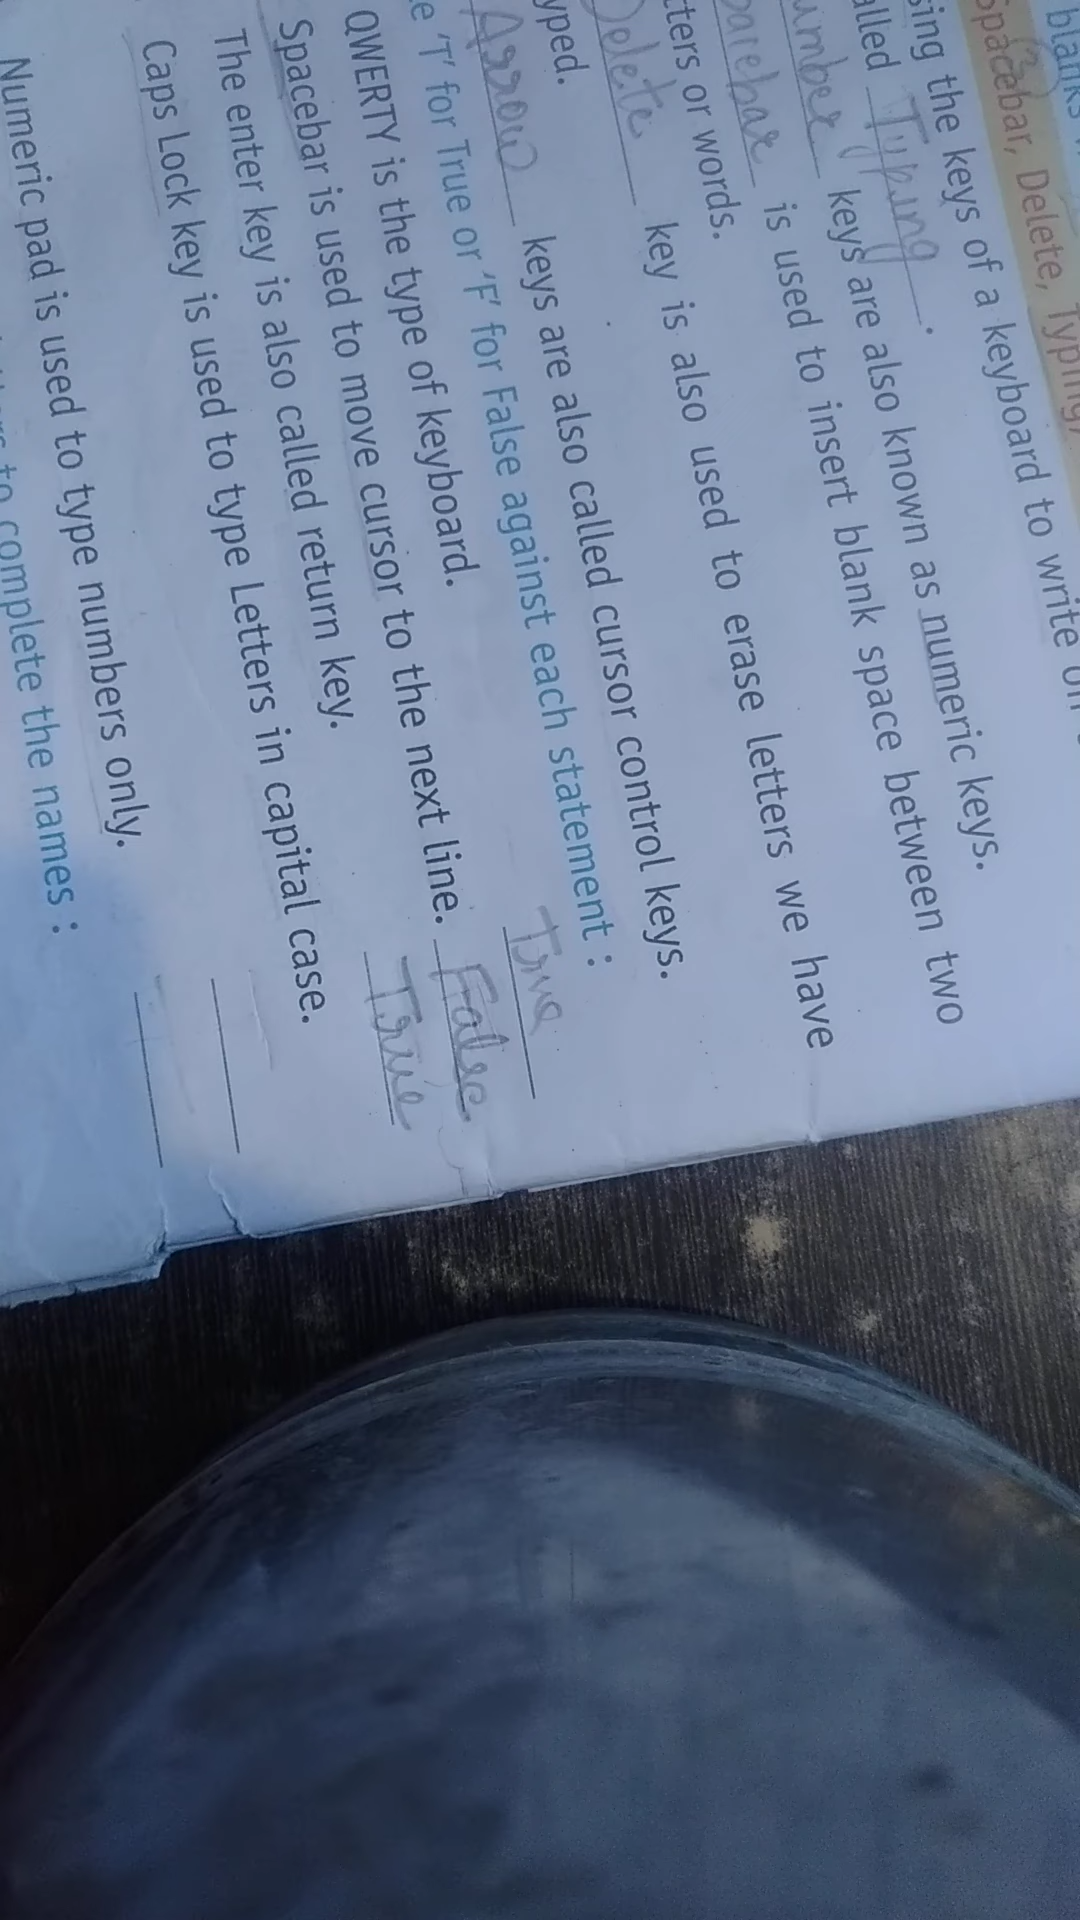 blanks
Spacebar, Delete, Typing,
sing the keys of a keyboard to write
alled Typing.
umber keys are also known as numeric keys.
pacebar is used to insert blank space between two
tters or words.
Delete key is also used to erase letters we have
yped.
Arrow keys are also called cursor control keys.
e 'T' for True or 'F' for False against each statement :
QWERTY is the type of keyboard. True
Spacebar is used to move cursor to the next line. False
The enter key is also called return key. True
Caps Lock key is used to type Letters in capital case.
Numeric pad is used to type numbers only.
to complete the names :